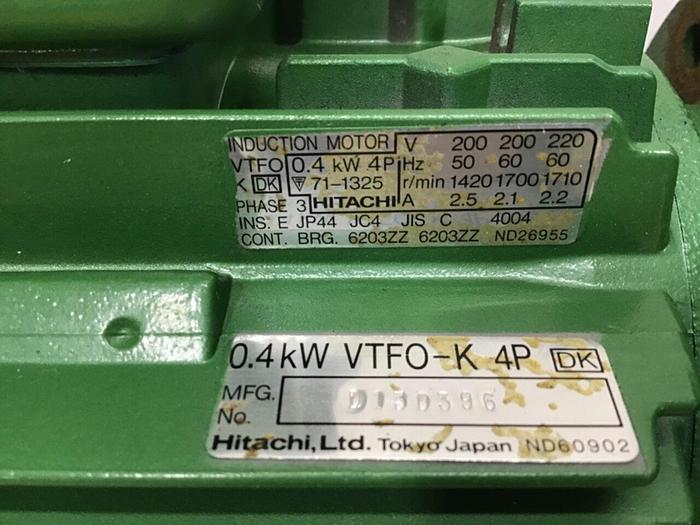 INDUCTION MOTOR V 200 200 220
VTFO 0.4 kW 4P Hz 50 60 60
K DK 71-1325 r/min 1420 1700 1710
PHASE 3 HITACHI A 2.5 2.1 2.2
INS. E JP44 JC4 JIS C 4004
CONT. BRG. 6203ZZ 6203ZZ ND26955
0.4kW VTFO-K 4P DK
MFG.
No.
Hitachi,Ltd. Tokyo Japan ND60902